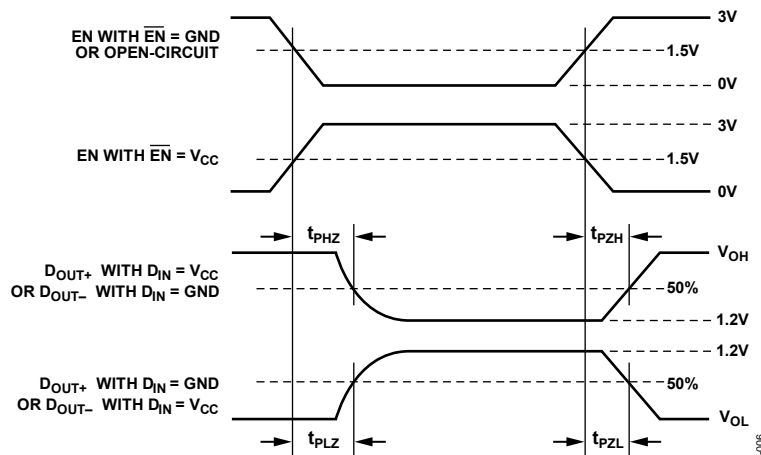 EN WITH EN̅ = GND
OR OPEN-CIRCUIT
3V
1.5V
0V
EN WITH EN̅ = VCC
3V
1.5V
0V
tPHZ
tPZH
DOUT+ WITH DIN = VCC
OR DOUT– WITH DIN = GND
VOH
50%
1.2V
DOUT+ WITH DIN = GND
OR DOUT– WITH DIN = VCC
1.2V
50%
VOL
tPLZ
tPZL
-006